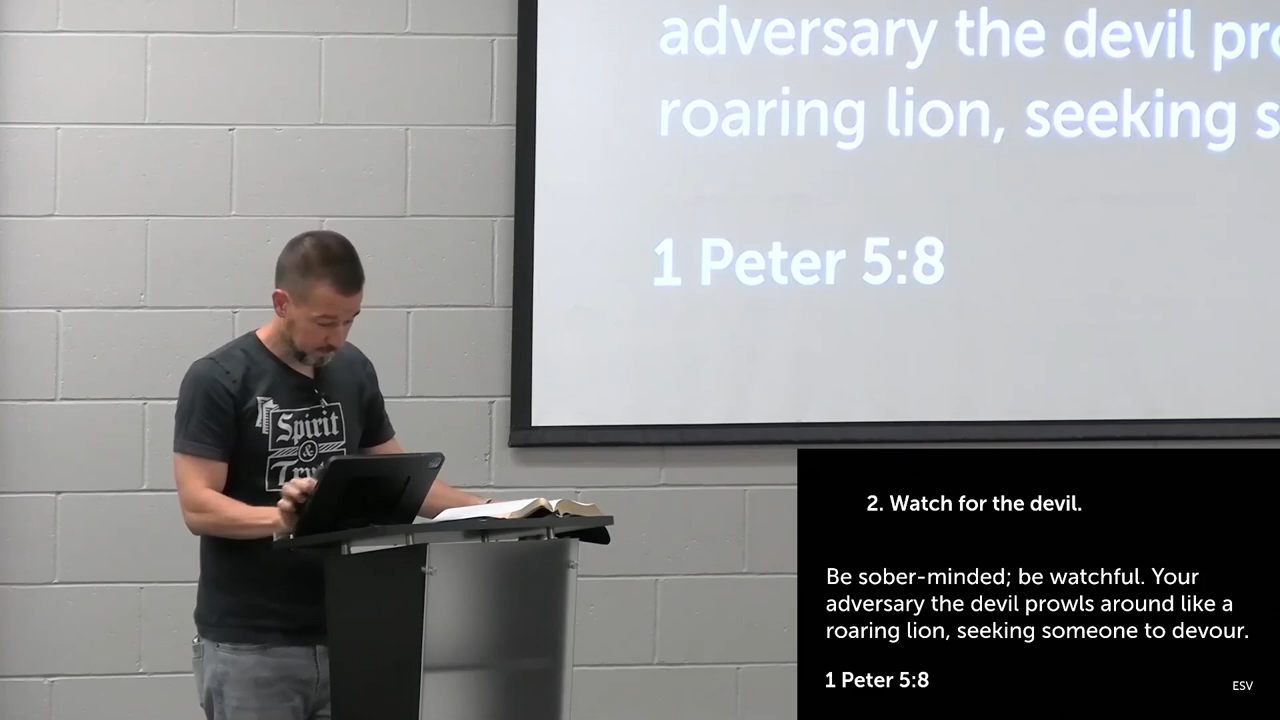 adversary the devil
roaring lion, seeking
1 Peter 5:8
Spirit
&
2. Watch for the devil.
Be sober-minded; be watchful. Your
adversary the devil prowls around like a
roaring lion, seeking someone to devour.
1 Peter 5:8
ESV